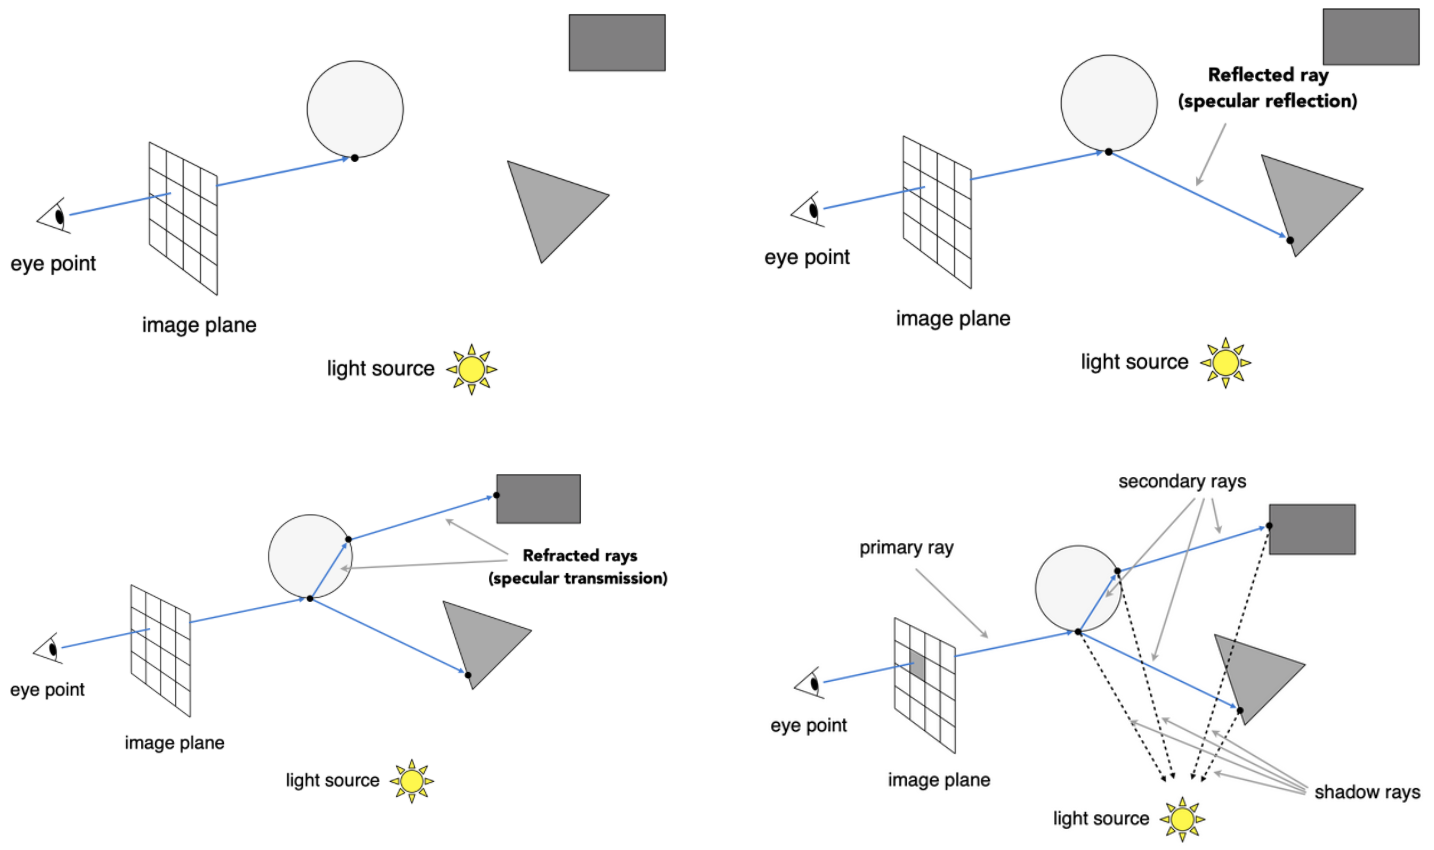 eye point
image plane
light source
Reflected ray
(specular reflection)
eye point
image plane
light source
Refracted rays
(specular transmission)
eye point
image plane
light source
secondary rays
primary ray
eye point
image plane
shadow rays
light source